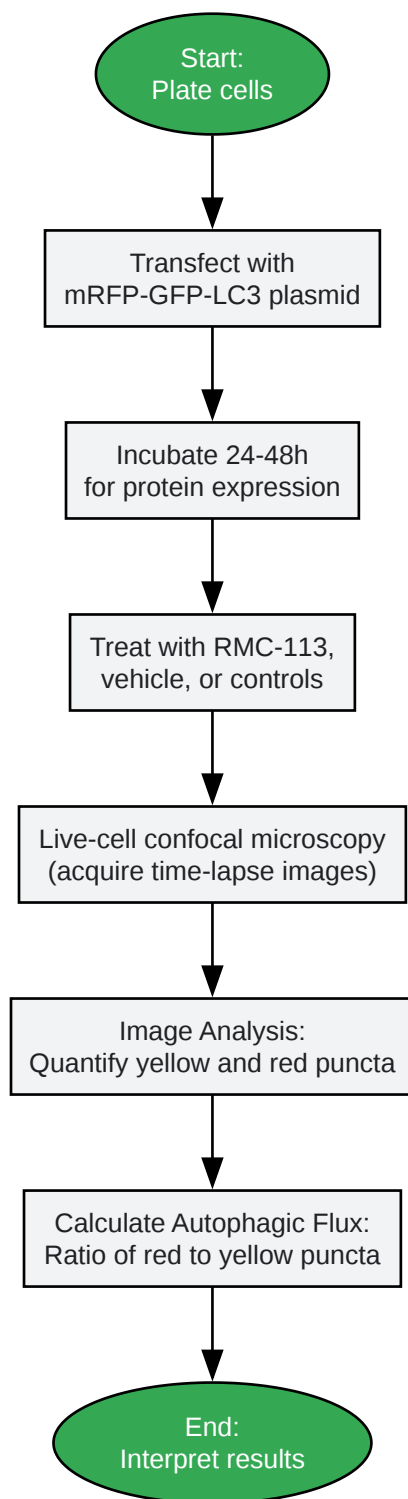 Start:
Plate cells
Transfect with
mRFP-GFP-LC3 plasmid
Incubate 24-48h
for protein expression
Treat with RMC-113,
vehicle, or controls
Live-cell confocal microscopy
(acquire time-lapse images)
Image Analysis:
Quantify yellow and red puncta
Calculate Autophagic Flux:
Ratio of red to yellow puncta
End:
Interpret results